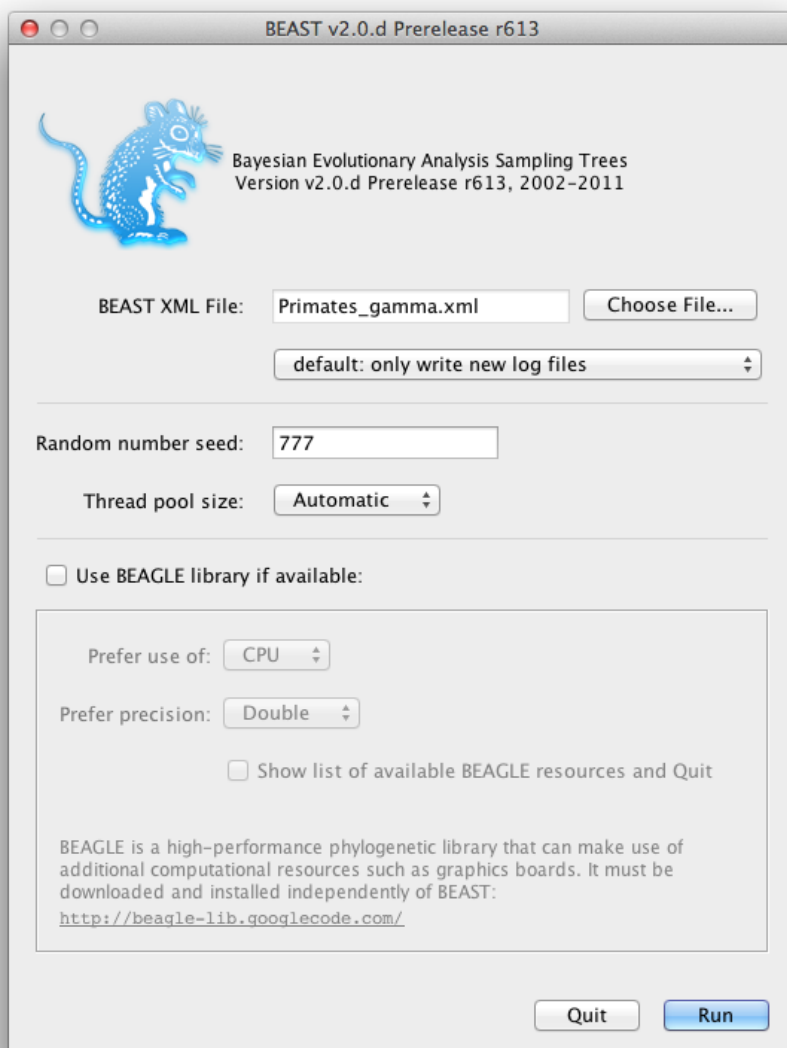 BEAST v2.0.d Prerelease r613
Bayesian Evolutionary Analysis Sampling Trees
Version v2.0.d Prerelease r613, 2002–2011
BEAST XML File: Primates_gamma.xml Choose File...
default: only write new log files
Random number seed: 777
Thread pool size: Automatic
Use BEAGLE library if available:
Prefer use of: CPU
Prefer precision: Double
Show list of available BEAGLE resources and Quit
BEAGLE is a high–performance phylogenetic library that can make use of
additional computational resources such as graphics boards. It must be
downloaded and installed independently of BEAST:
http://beagle-lib.googlecode.com/
Quit Run